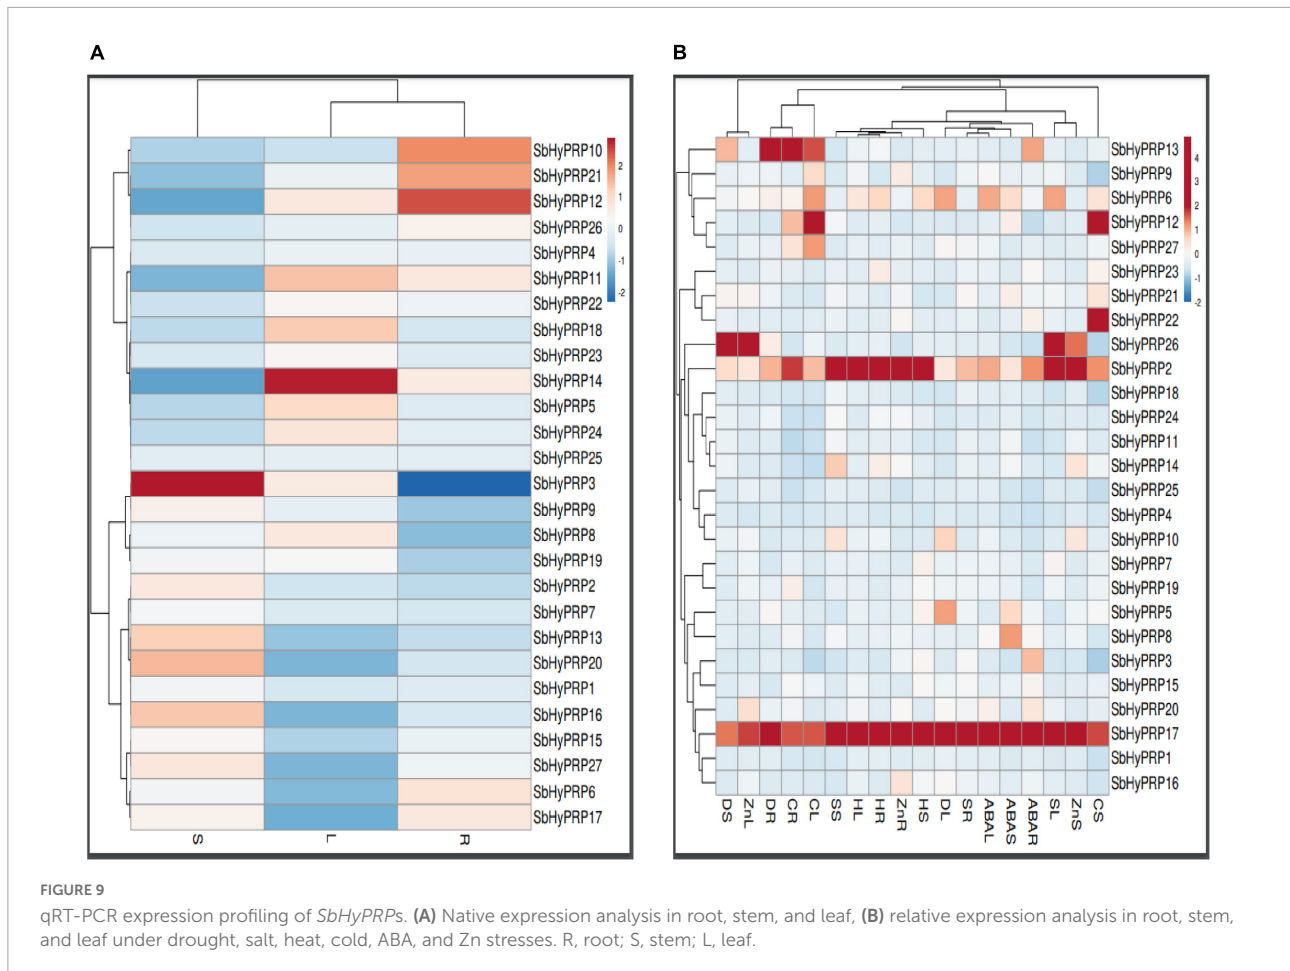 A
SbHyPRP10
SbHyPRP21
SbHyPRP12
SbHyPRP26
SbHyPRP4
SbHyPRP11
SbHyPRP22
SbHyPRP18
SbHyPRP23
SbHyPRP14
SbHyPRP5
SbHyPRP24
SbHyPRP25
SbHyPRP3
SbHyPRP9
SbHyPRP8
SbHyPRP19
SbHyPRP2
SbHyPRP7
SbHyPRP13
SbHyPRP20
SbHyPRP1
SbHyPRP16
SbHyPRP15
SbHyPRP27
SbHyPRP6
SbHyPRP17
2
1
0
-1
-2
S L R
B
SbHyPRP13
SbHyPRP9
SbHyPRP6
SbHyPRP12
SbHyPRP27
SbHyPRP23
SbHyPRP21
SbHyPRP22
SbHyPRP26
SbHyPRP2
SbHyPRP18
SbHyPRP24
SbHyPRP11
SbHyPRP14
SbHyPRP25
SbHyPRP4
SbHyPRP10
SbHyPRP7
SbHyPRP19
SbHyPRP5
SbHyPRP8
SbHyPRP3
SbHyPRP15
SbHyPRP20
SbHyPRP17
SbHyPRP1
SbHyPRP16
4
3
2
1
0
-1
-2
DS ZnL DR CR CL SS HL HR ZnR HS DL SR ABAL ABAS ABAR SL ZnS CS
FIGURE 9
qRT-PCR expression profiling of SbHyPRPs. (A) Native expression analysis in root, stem, and leaf, (B) relative expression analysis in root, stem,
and leaf under drought, salt, heat, cold, ABA, and Zn stresses. R, root; S, stem; L, leaf.